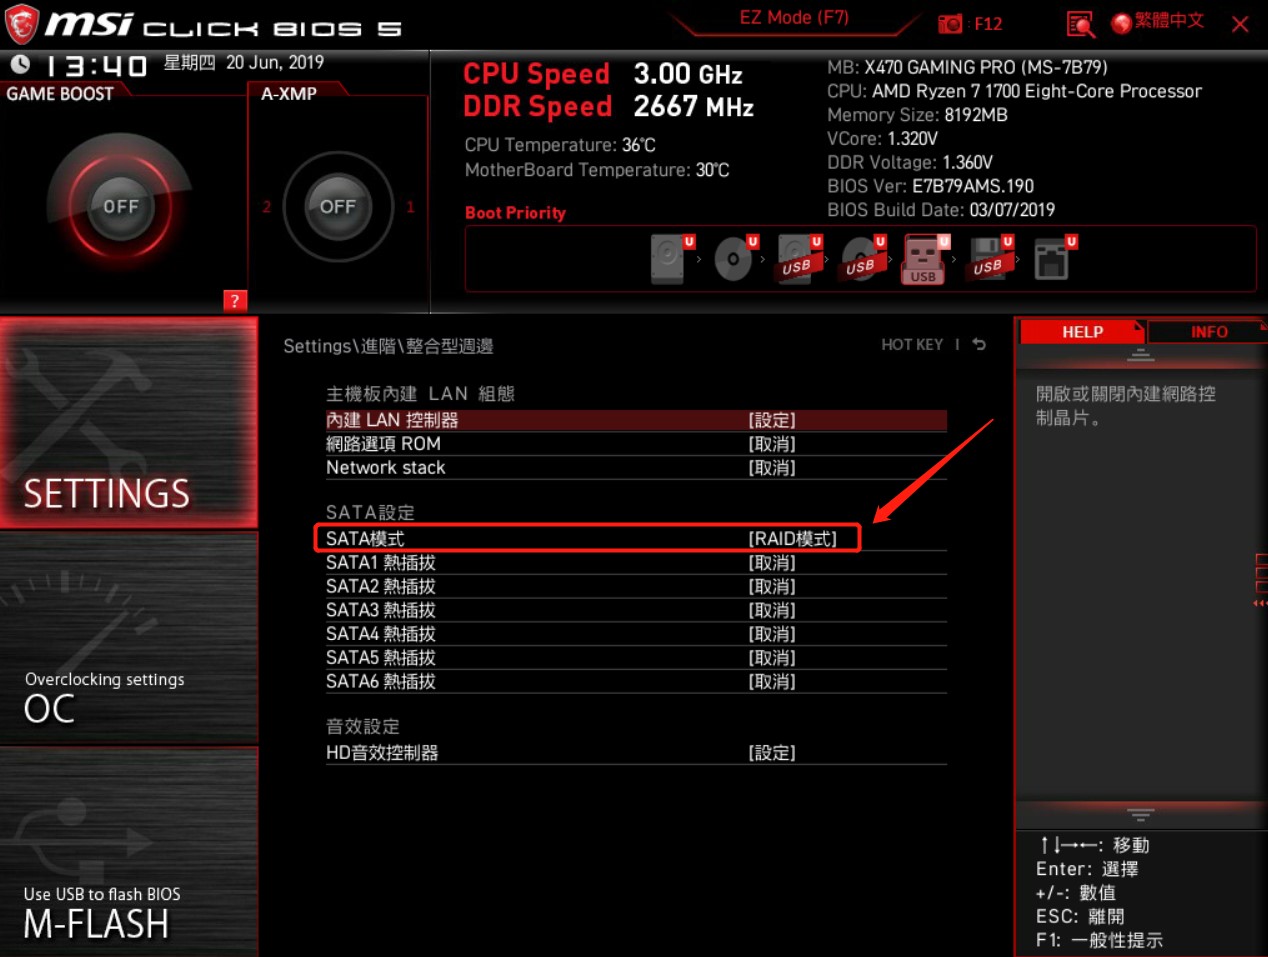 msi CLICK BIOS 5
EZ Mode (F7)
: F12
繁體中文
13:40 星期四 20 Jun, 2019
GAME BOOST
OFF
?
A-XMP
2 OFF 1
CPU Speed 3.00 GHz
DDR Speed 2667 MHz
CPU Temperature: 36°C
MotherBoard Temperature: 30°C
MB: X470 GAMING PRO (MS-7B79)
CPU: AMD Ryzen 7 1700 Eight-Core Processor
Memory Size: 8192MB
VCore: 1.320V
DDR Voltage: 1.360V
BIOS Ver: E7B79AMS.190
BIOS Build Date: 03/07/2019
Boot Priority
U U U USB U USB U USB U USB U
SETTINGS
Overclocking settings
OC
Use USB to flash BIOS
M-FLASH
Settings\進階\整合型週邊
HOT KEY |
主機板內建 LAN 組態
內建 LAN 控制器 [設定]
網路選項 ROM [取消]
Network stack [取消]
SATA設定
SATA模式 [RAID模式]
SATA1 熱插拔 [取消]
SATA2 熱插拔 [取消]
SATA3 熱插拔 [取消]
SATA4 熱插拔 [取消]
SATA5 熱插拔 [取消]
SATA6 熱插拔 [取消]
音效設定
HD音效控制器 [設定]
HELP
INFO
開啟或關閉內建網路控
制晶片。
↑↓→←: 移動
Enter: 選擇
+/-: 數值
ESC: 離開
F1: 一般性提示